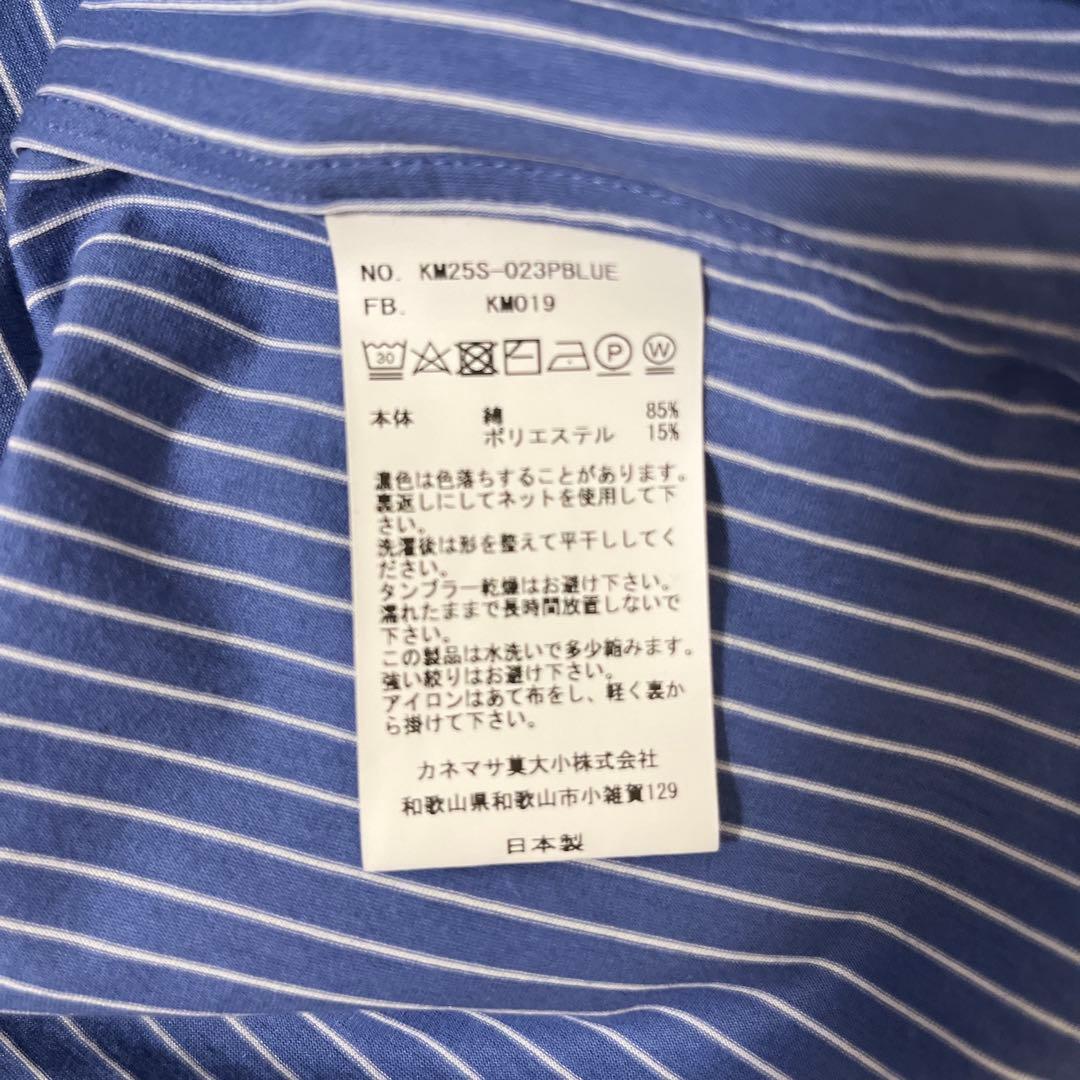 NO. KM25S-023PBLUE
FB. KM019
30 P W
本体 綿 85%
ポリエステル 15%
濃色は色落ちすることがあります。
裏返しにしてネットを使用して下
さい。
洗濯後は形を整えて平干ししてく
ださい。
タンブラー乾燥はお避け下さい。
濡れたままで長時間放置しないで
下さい。
この製品は水洗いで多少縮みます。
強い絞りはお避け下さい。
アイロンはあて布をし、軽く裏か
ら掛けて下さい。
カネマサ莫大小株式会社
和歌山県和歌山市小雑賀129
日本製